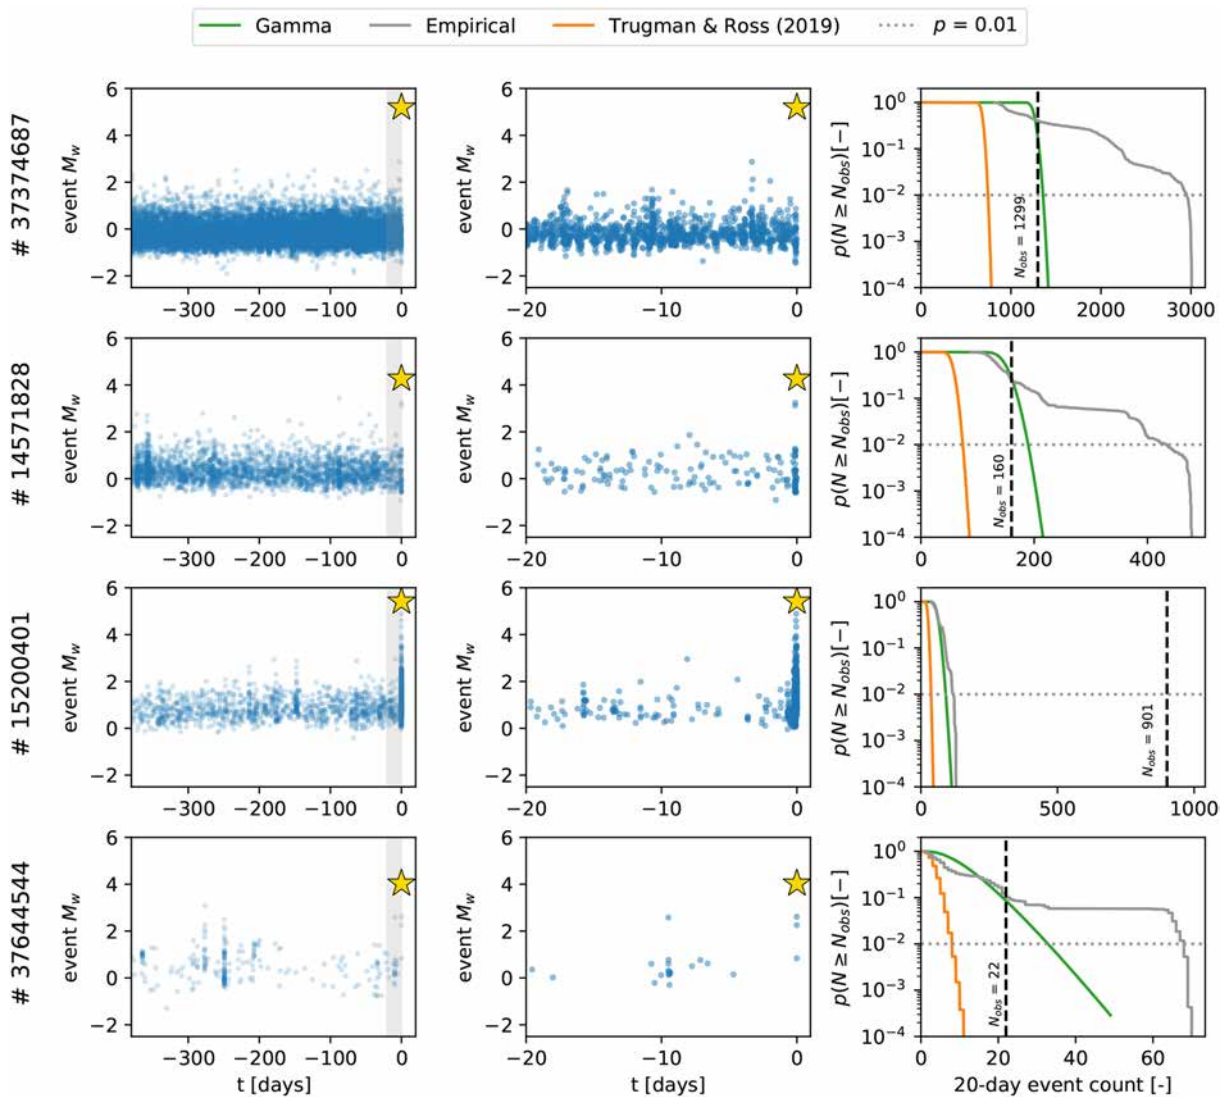 Gamma Empirical Trugman & Ross (2019) p = 0.01
# 37374687
event M_w
6
4
2
0
−2
−300 −200 −100 0
event M_w
6
4
2
0
−2
−20 −10 0
p(N ≥ N_obs)[−]
10^0
10^−1
10^−2
10^−3
10^−4
N_obs = 1299
0 1000 2000 3000
# 14571828
event M_w
6
4
2
0
−2
−300 −200 −100 0
event M_w
6
4
2
0
−2
−20 −10 0
p(N ≥ N_obs)[−]
10^0
10^−1
10^−2
10^−3
10^−4
N_obs = 160
0 200 400
# 15200401
event M_w
6
4
2
0
−2
−300 −200 −100 0
event M_w
6
4
2
0
−2
−20 −10 0
p(N ≥ N_obs)[−]
10^0
10^−1
10^−2
10^−3
10^−4
N_obs = 901
0 500 1000
# 37644544
event M_w
6
4
2
0
−2
−300 −200 −100 0
t [days]
event M_w
6
4
2
0
−2
−20 −10 0
t [days]
p(N ≥ N_obs)[−]
10^0
10^−1
10^−2
10^−3
10^−4
N_obs = 22
0 20 40 60
20-day event count [-]